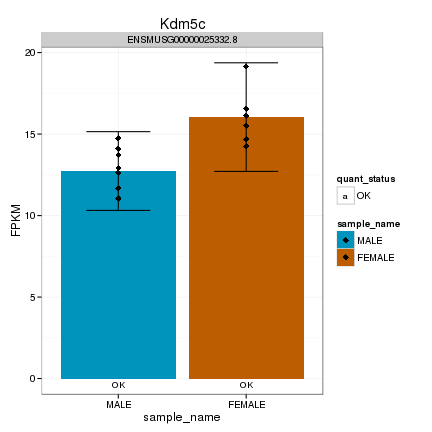 Kdm5c
ENSMUSG00000025332.8
20
15
10
5
0
FPKM
OK OK
MALE FEMALE
sample_name
quant_status
a OK
sample_name
MALE
FEMALE